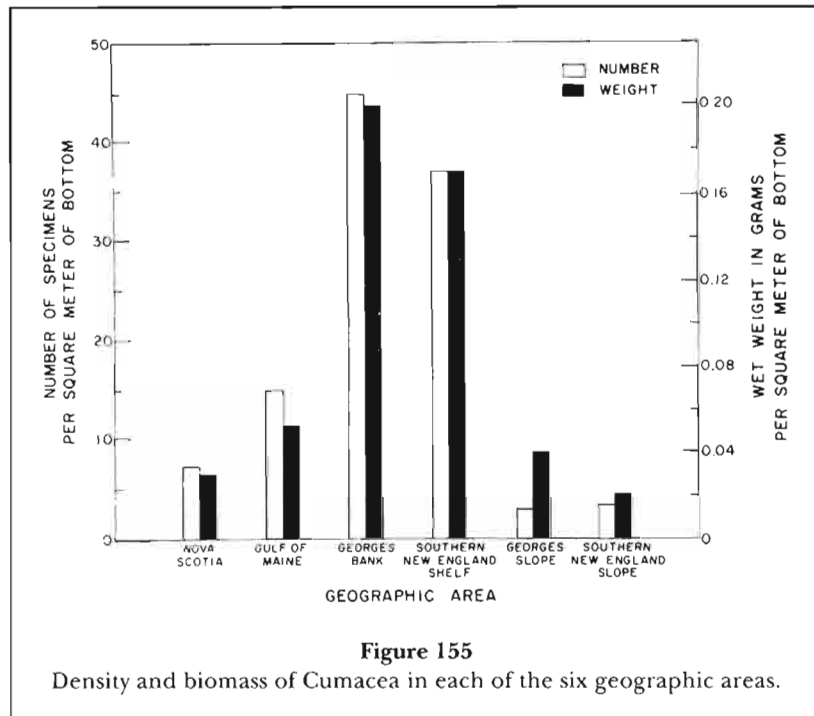 50
40
30
20
10
0
NUMBER OF SPECIMENS
PER SQUARE METER OF BOTTOM
NUMBER
WEIGHT
0.20
0.16
0.12
0.08
0.04
0
WET WEIGHT IN GRAMS
PER SQUARE METER OF BOTTOM
NOVA
SCOTIA
GULF OF
MAINE
GEORGES
BANK
SOUTHERN
NEW ENGLAND
SHELF
GEORGES
SLOPE
SOUTHERN
NEW ENGLAND
SLOPE
GEOGRAPHIC AREA
Figure 155
Density and biomass of Cumacea in each of the six geographic areas.